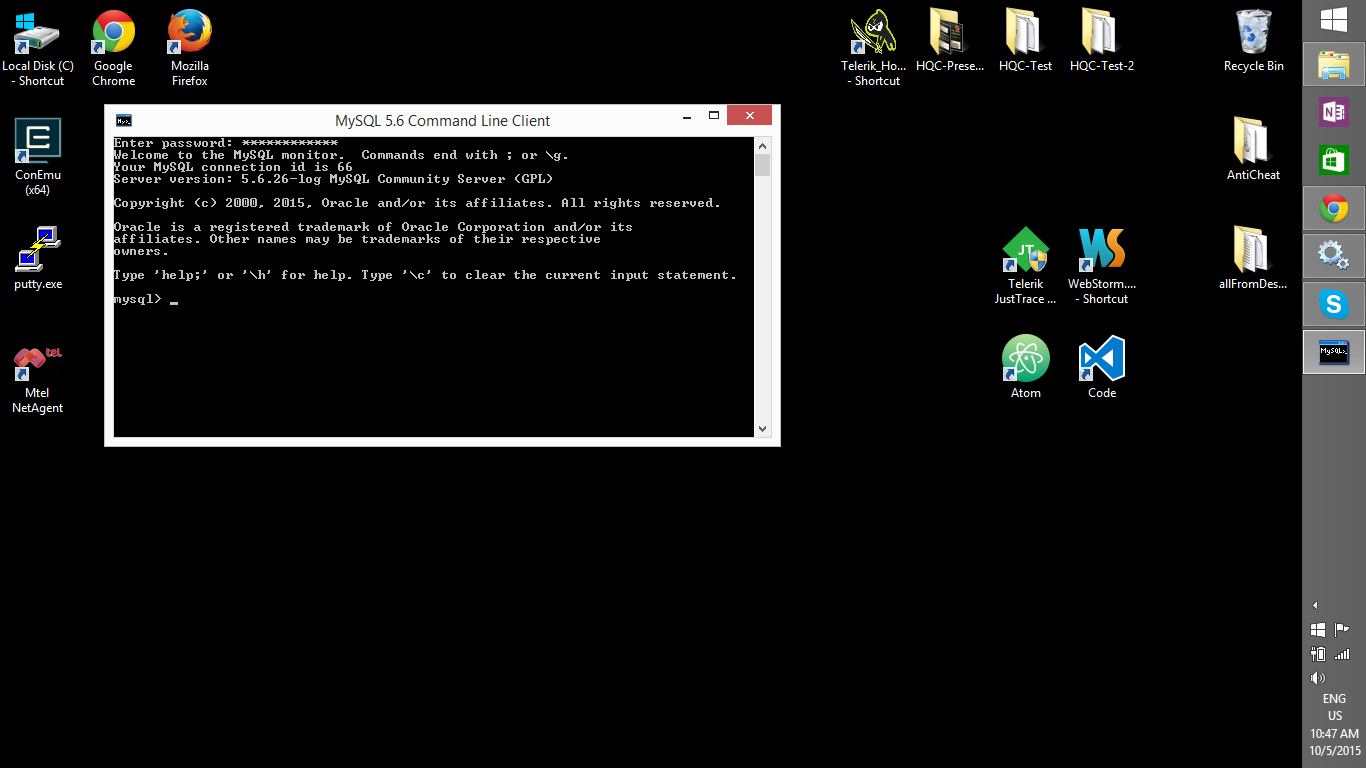 Local Disk (C)
- Shortcut
Google
Chrome
Mozilla
Firefox
Telerik_Ho...
- Shortcut
HQC-Prese...
HQC-Test
HQC-Test-2
Recycle Bin
ConEmu
(x64)
putty.exe
tel
Mtel
NetAgent
MySQL 5.6 Command Line Client
Enter password: ************
Welcome to the MySQL monitor.  Commands end with ; or \g.
Your MySQL connection id is 66
Server version: 5.6.26-log MySQL Community Server (GPL)
Copyright (c) 2000, 2015, Oracle and/or its affiliates. All rights reserved.
Oracle is a registered trademark of Oracle Corporation and/or its
affiliates. Other names may be trademarks of their respective
owners.
Type 'help;' or '\h' for help. Type '\c' to clear the current input statement.
mysql> _
AntiCheat
JT
Telerik
JustTrace ...
WS
WebStorm....
- Shortcut
allFromDes...
Atom
Code
N
S
MySQL
ENG
US
10:47 AM
10/5/2015